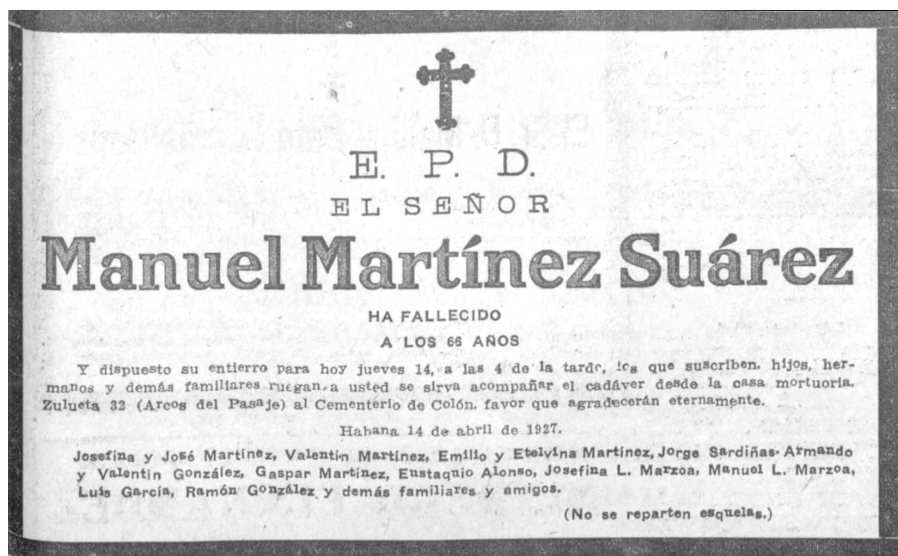 E. P. D.
EL SEÑOR
Manuel Martínez Suárez
HA FALLECIDO
A LOS 66 AÑOS
Y dispuesto su entierro para hoy jueves 14, a las 4 de la tarde, los que suscriben, hijos, her-
manos y demás familiares ruegan a usted se sirva acompañar el cadáver desde la casa mortuoria.
Zulueta 32 (Arcos del Pasaje) al Cementerio de Colón, favor que agradecerán eternamente.
Habana 14 de abril de 1927.
Josefina y José Martínez, Valentín Martínez, Emilio y Etelvina Martínez, Jorge Sardiñas. Armando
y Valentín González, Gaspar Martínez, Eustaquio Alonso, Josefina L. Marzoa, Manuel L. Marzoa,
Luis García, Ramón González y demás familiares y amigos.
(No se reparten esquelas.)